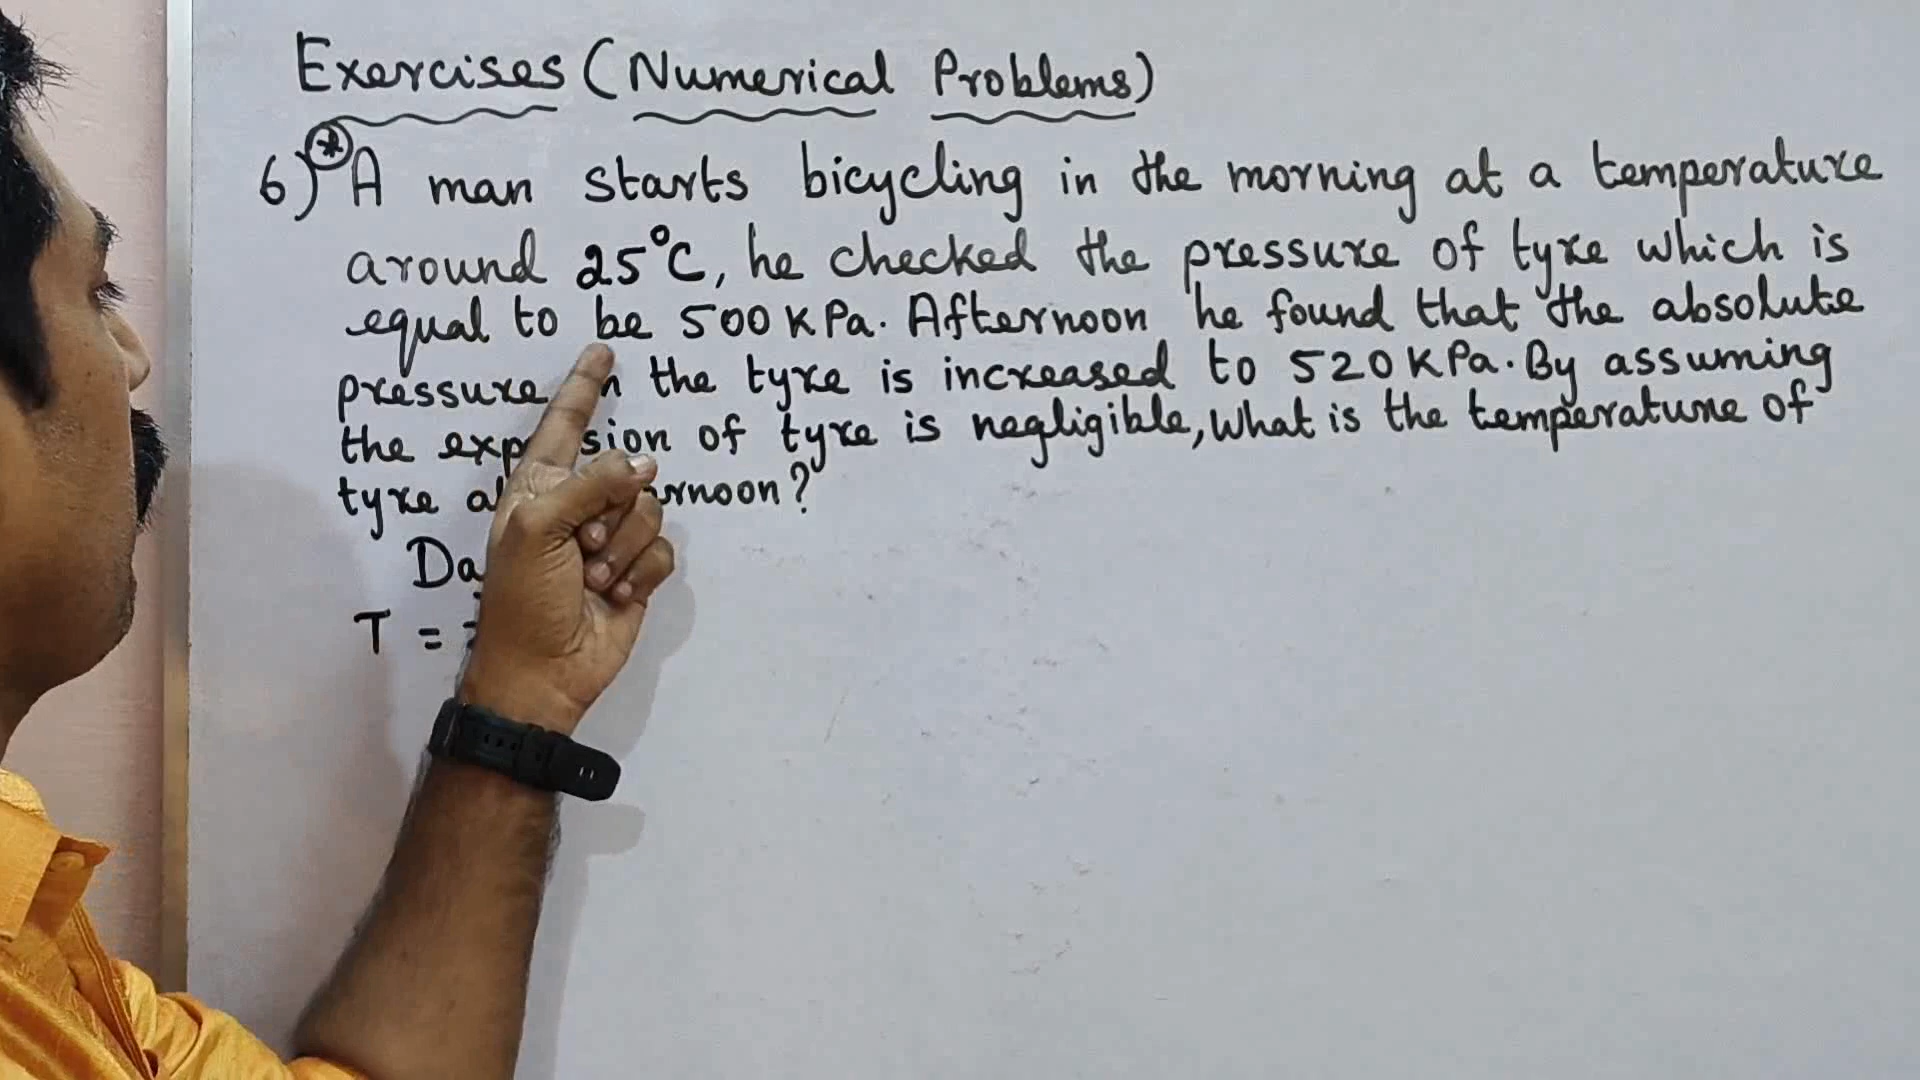 Exercises (Numerical Problems)
6) * A man starts bicycling in the morning at a temperature
around 25°C, he checked the pressure of tyre which is
equal to be 500 KPa. Afternoon he found that the absolute
pressure the tyre is increased to 520 KPa. By assuming
the of tyre is negligible, What is the temperature of
tyre
T =